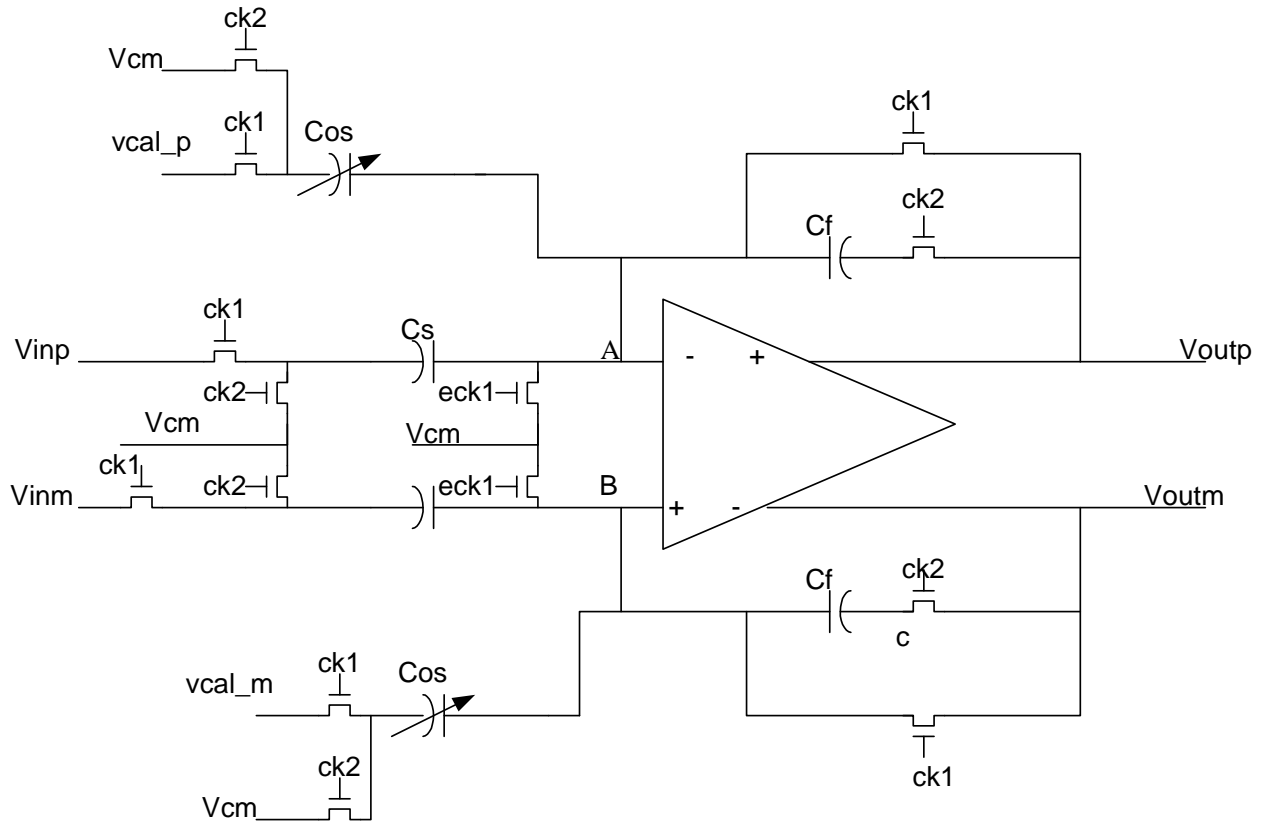 ck2
Vcm
ck1
vcal_p
Cos
ck1
ck2
Cf
ck1
Vinp
Cs
A
-
+
Voutp
ck2
eck1
Vcm
Vcm
ck1
Vinm
ck2
eck1
B
+
-
Voutm
Cf
ck2
c
ck1
vcal_m
Cos
ck2
Vcm
ck1